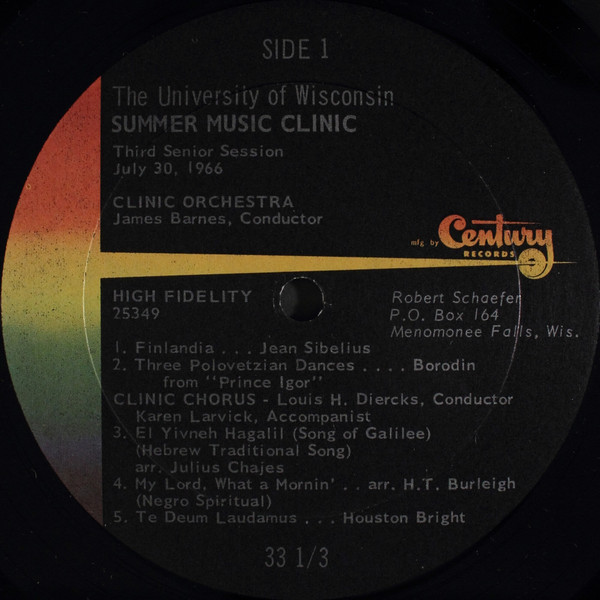 SIDE 1
The University of Wisconsin
SUMMER MUSIC CLINIC
Third Senior Session
July 30, 1966
CLINIC ORCHESTRA
James Barnes, Conductor
mfg by Century
RECORDS
HIGH FIDELITY
25349
Robert Schaefer
P.O. Box 164
Menomonee Falls, Wis.
1. Finlandia . . . Jean Sibelius
2. Three Polovetzian Dances . . . . Borodin
from "Prince Igor"
CLINIC CHORUS - Louis H. Diercks, Conductor
Karen Larvick, Accompanist
3. El Yivneh Hagalil (Song of Galilee)
(Hebrew Traditional Song)
arr. Julius Chajes
4. My Lord, What a Mornin' . . arr. H.T. Burleigh
(Negro Spiritual)
5. Te Deum Laudamus . . . Houston Bright
33 1/3